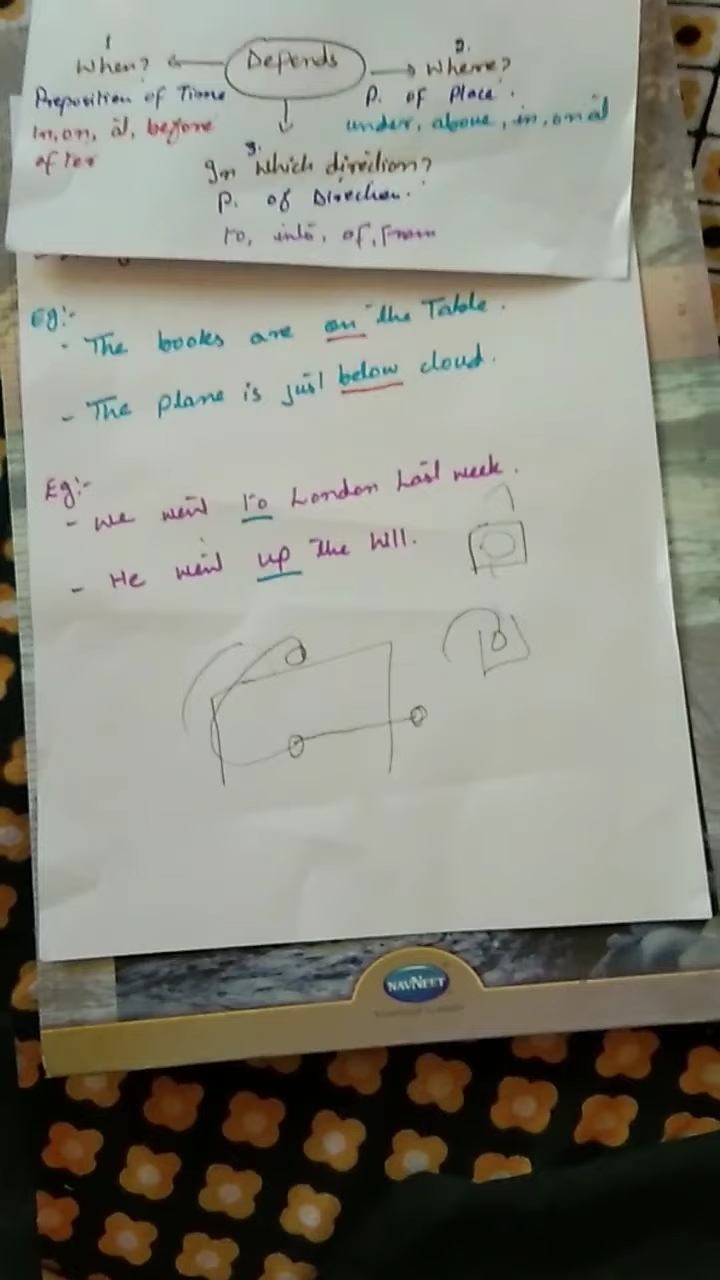 1
When? Depends 2.
Where?
Preposition of Time P. of Place.
In, on, at, before under, above, in, on at
after 3.
In which direction?
P. of Direction.
to, into, of, from
Eg:-
- The books are on the Table.
- The plane is just below cloud.
Eg:-
- We went to London Last week.
- He went up the hill.
NAVNEET